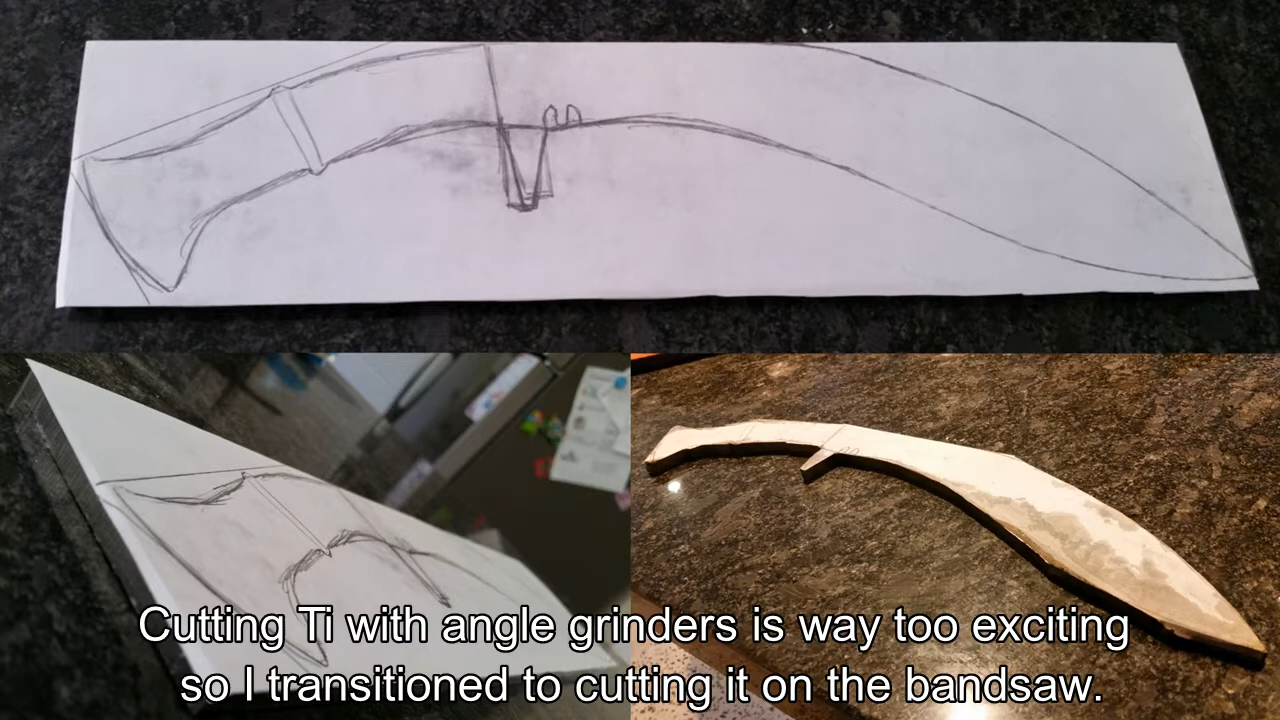 Cutting Ti with angle grinders is way too exciting
so I transitioned to cutting it on the bandsaw.